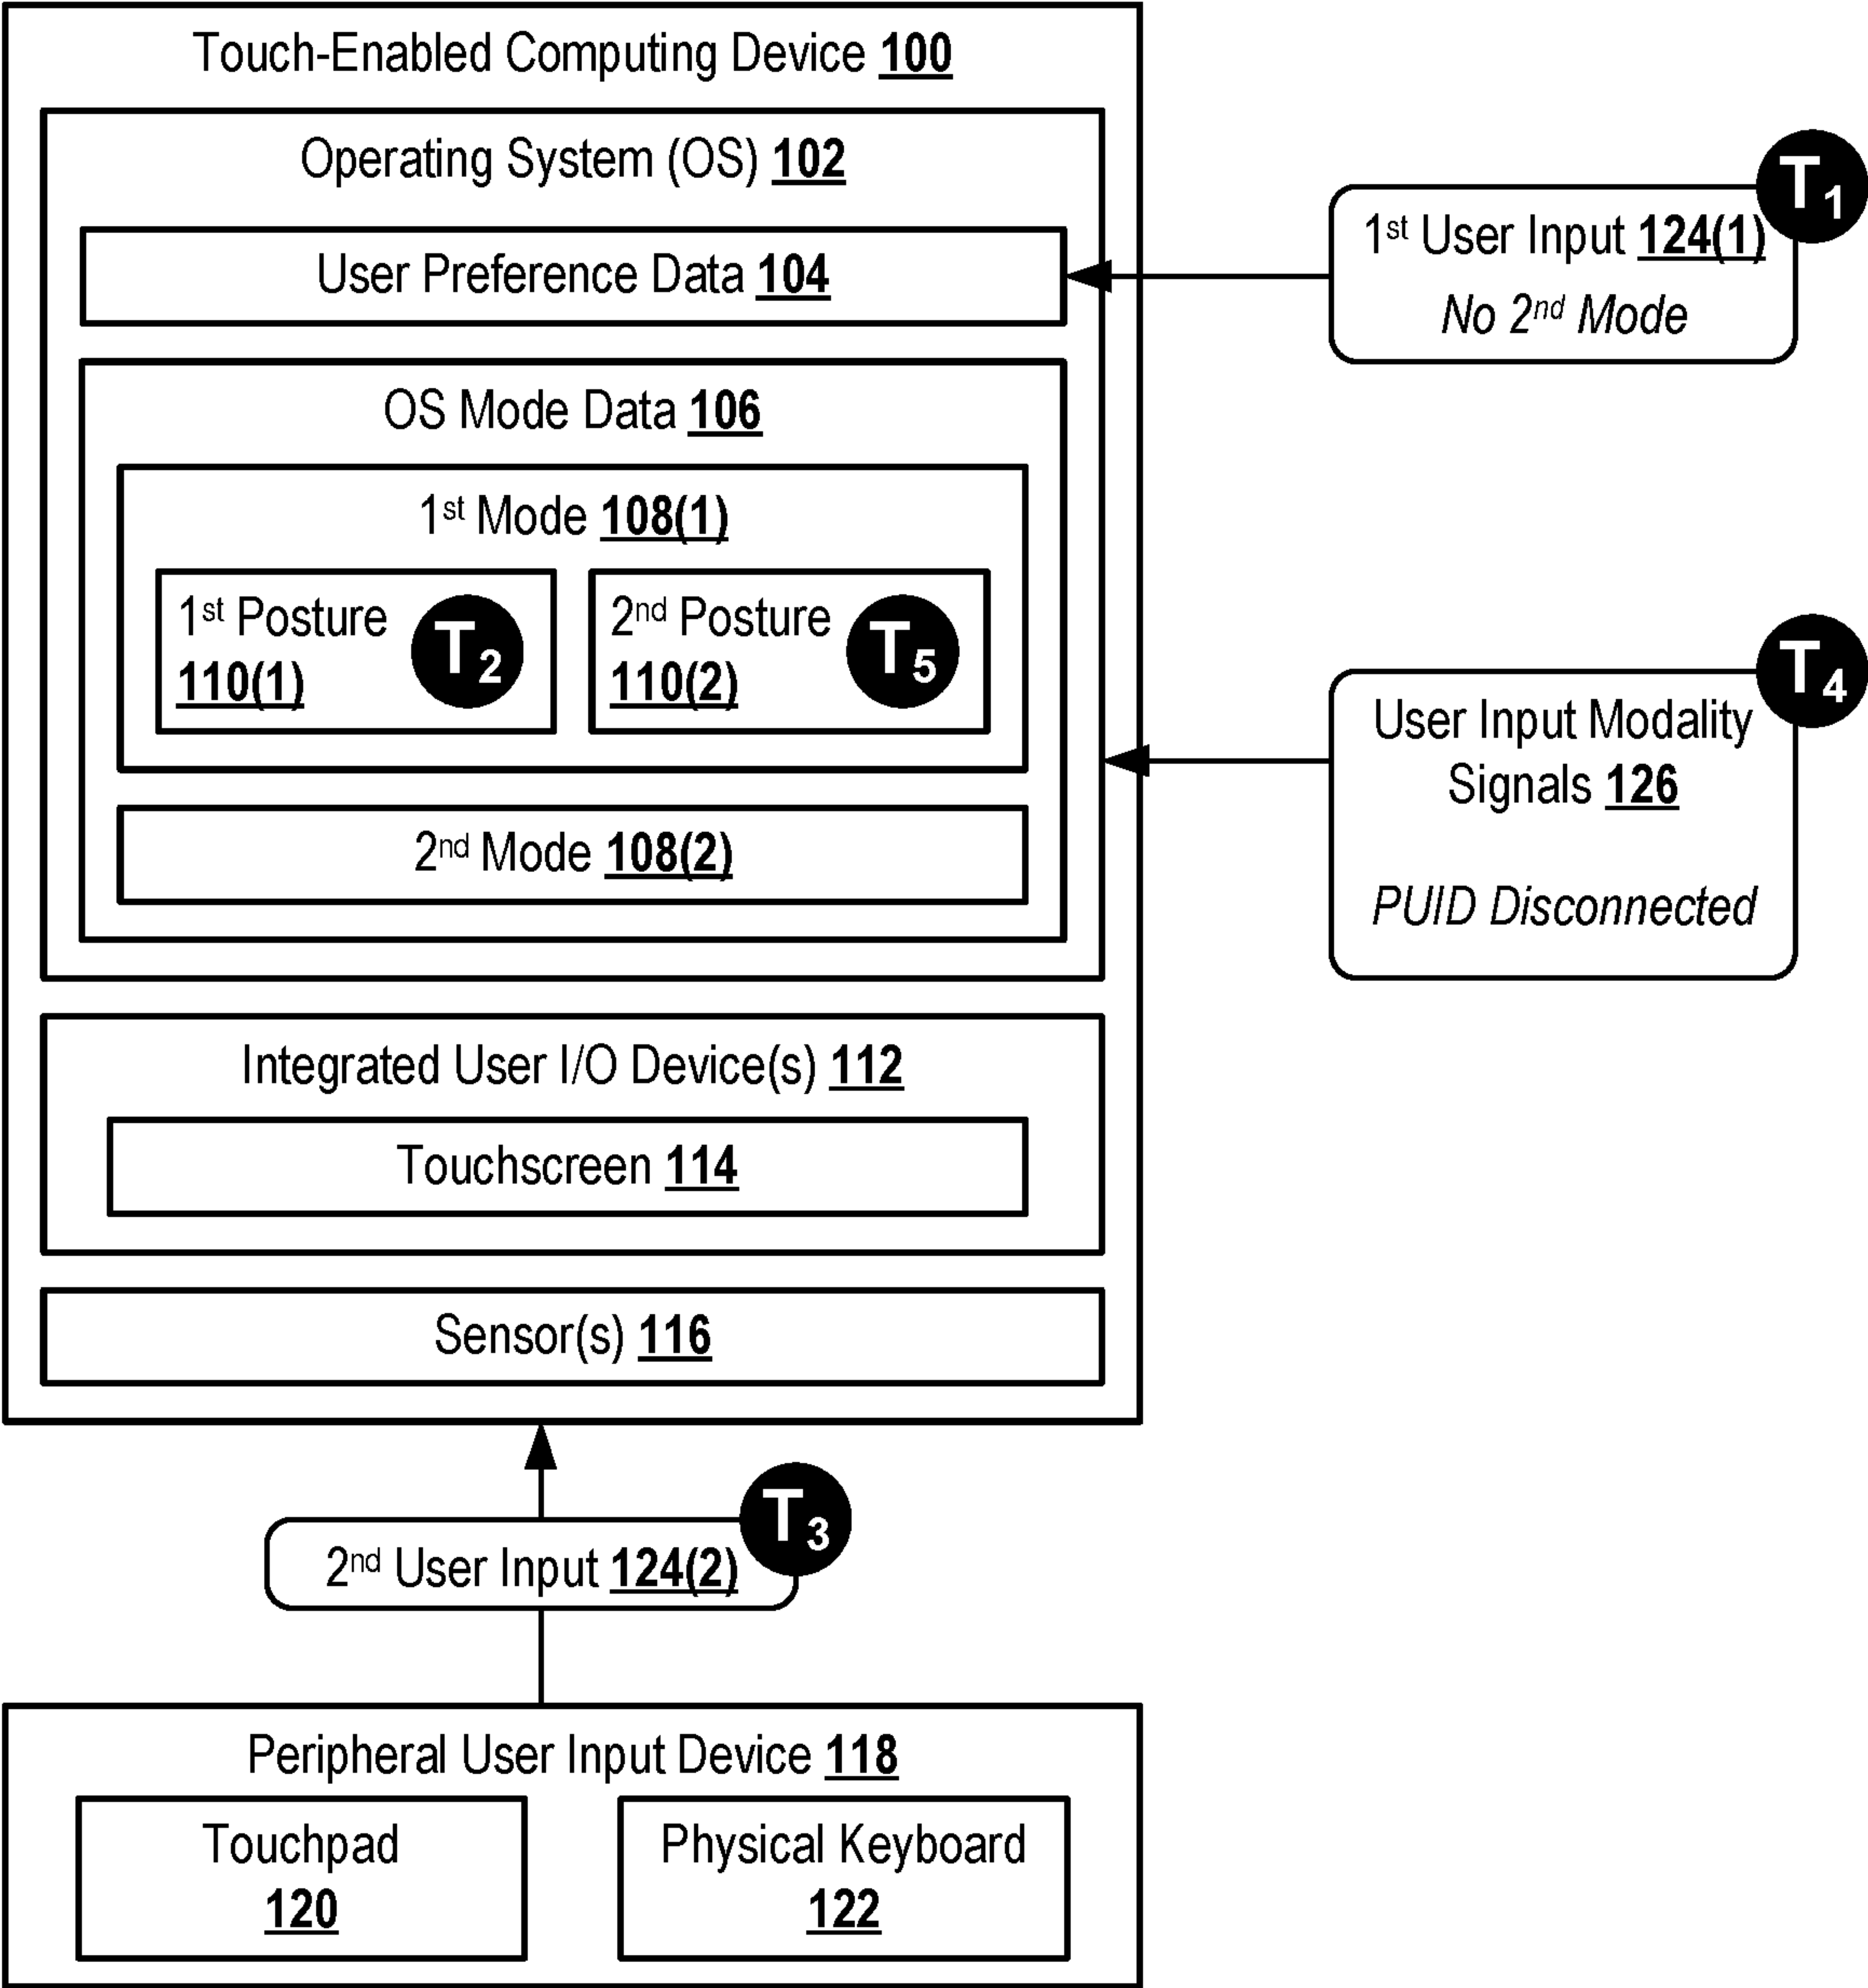 Touch-Enabled Computing Device 100
Operating System (OS) 102
User Preference Data 104
OS Mode Data 106
1st Mode 108(1)
1st Posture
110(1)
T2
2nd Posture
110(2)
T5
2nd Mode 108(2)
Integrated User I/O Device(s) 112
Touchscreen 114
Sensor(s) 116
T1
1st User Input 124(1)
No 2nd Mode
T4
User Input Modality
Signals 126
PUID Disconnected
T3
2nd User Input 124(2)
Peripheral User Input Device 118
Touchpad
120
Physical Keyboard
122